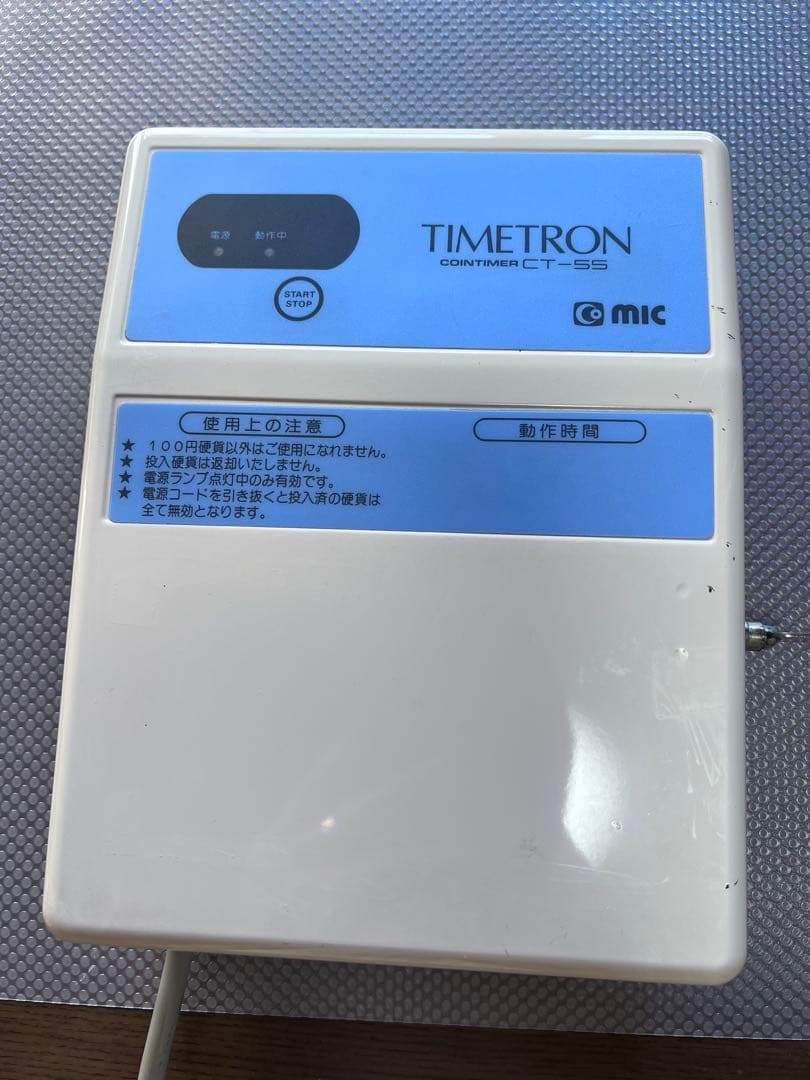 電源 動作中
TIMETRON
COINTIMER CT-55
START
STOP
mic
使用上の注意
★ 100円硬貨以外はご使用になれません。
★ 投入硬貨は返却いたしません。
★ 電源ランプ点灯中のみ有効です。
★ 電源コードを引き抜くと投入済の硬貨は
全て無効となります。
動作時間